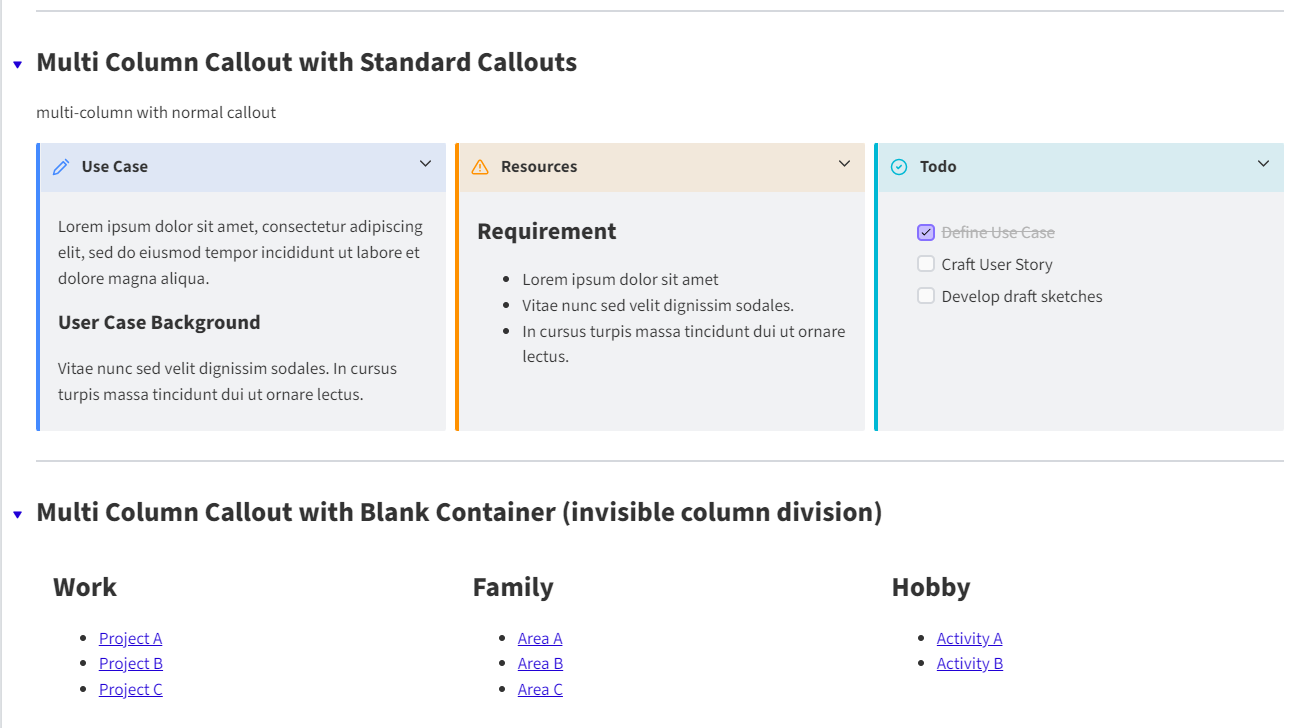 Multi Column Callout with Standard Callouts
multi-column with normal callout
Use Case
Lorem ipsum dolor sit amet, consectetur adipiscing
elit, sed do eiusmod tempor incididunt ut labore et
dolore magna aliqua.
User Case Background
Vitae nunc sed velit dignissim sodales. In cursus
turpis massa tincidunt dui ut ornare lectus.
Resources
Requirement
Lorem ipsum dolor sit amet
Vitae nunc sed velit dignissim sodales.
In cursus turpis massa tincidunt dui ut ornare
lectus.
Todo
Define Use Case
Craft User Story
Develop draft sketches
Multi Column Callout with Blank Container (invisible column division)
Work
Project A
Project B
Project C
Family
Area A
Area B
Area C
Hobby
Activity A
Activity B